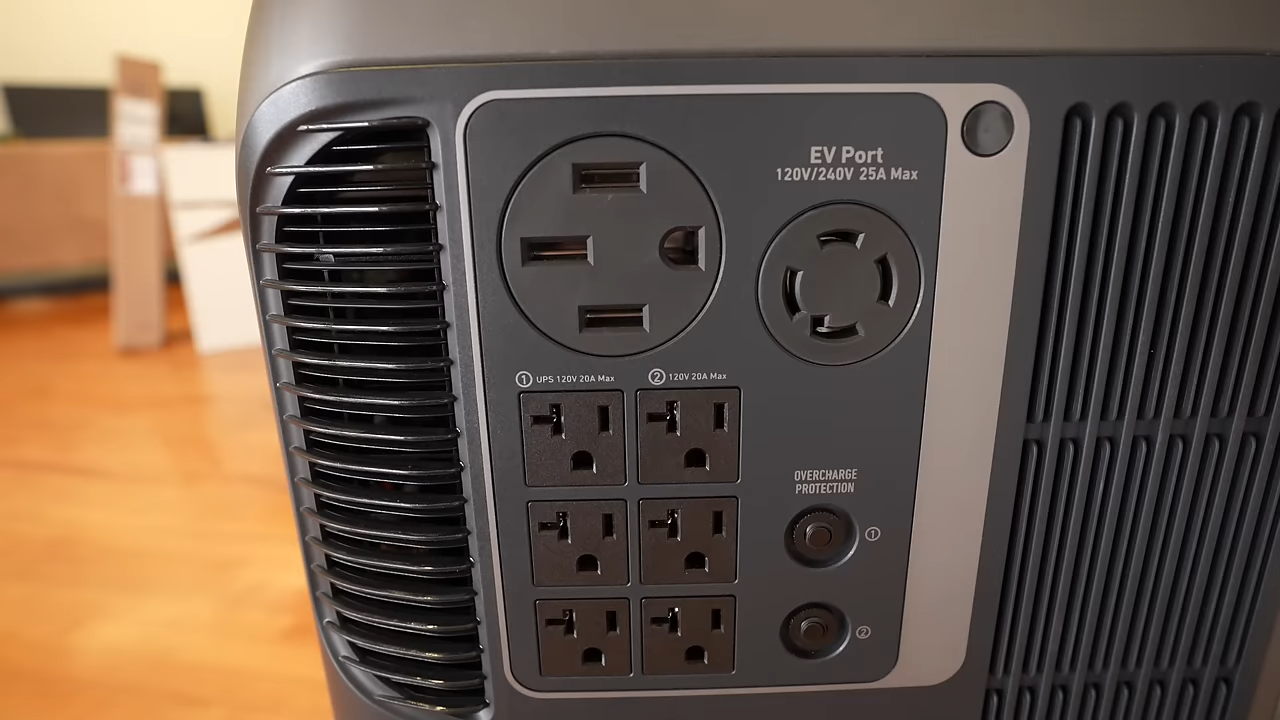 EV Port
120V/240V 25A Max
① UPS 120V 20A Max
② 120V 20A Max
OVERCHARGE
PROTECTION
①
②